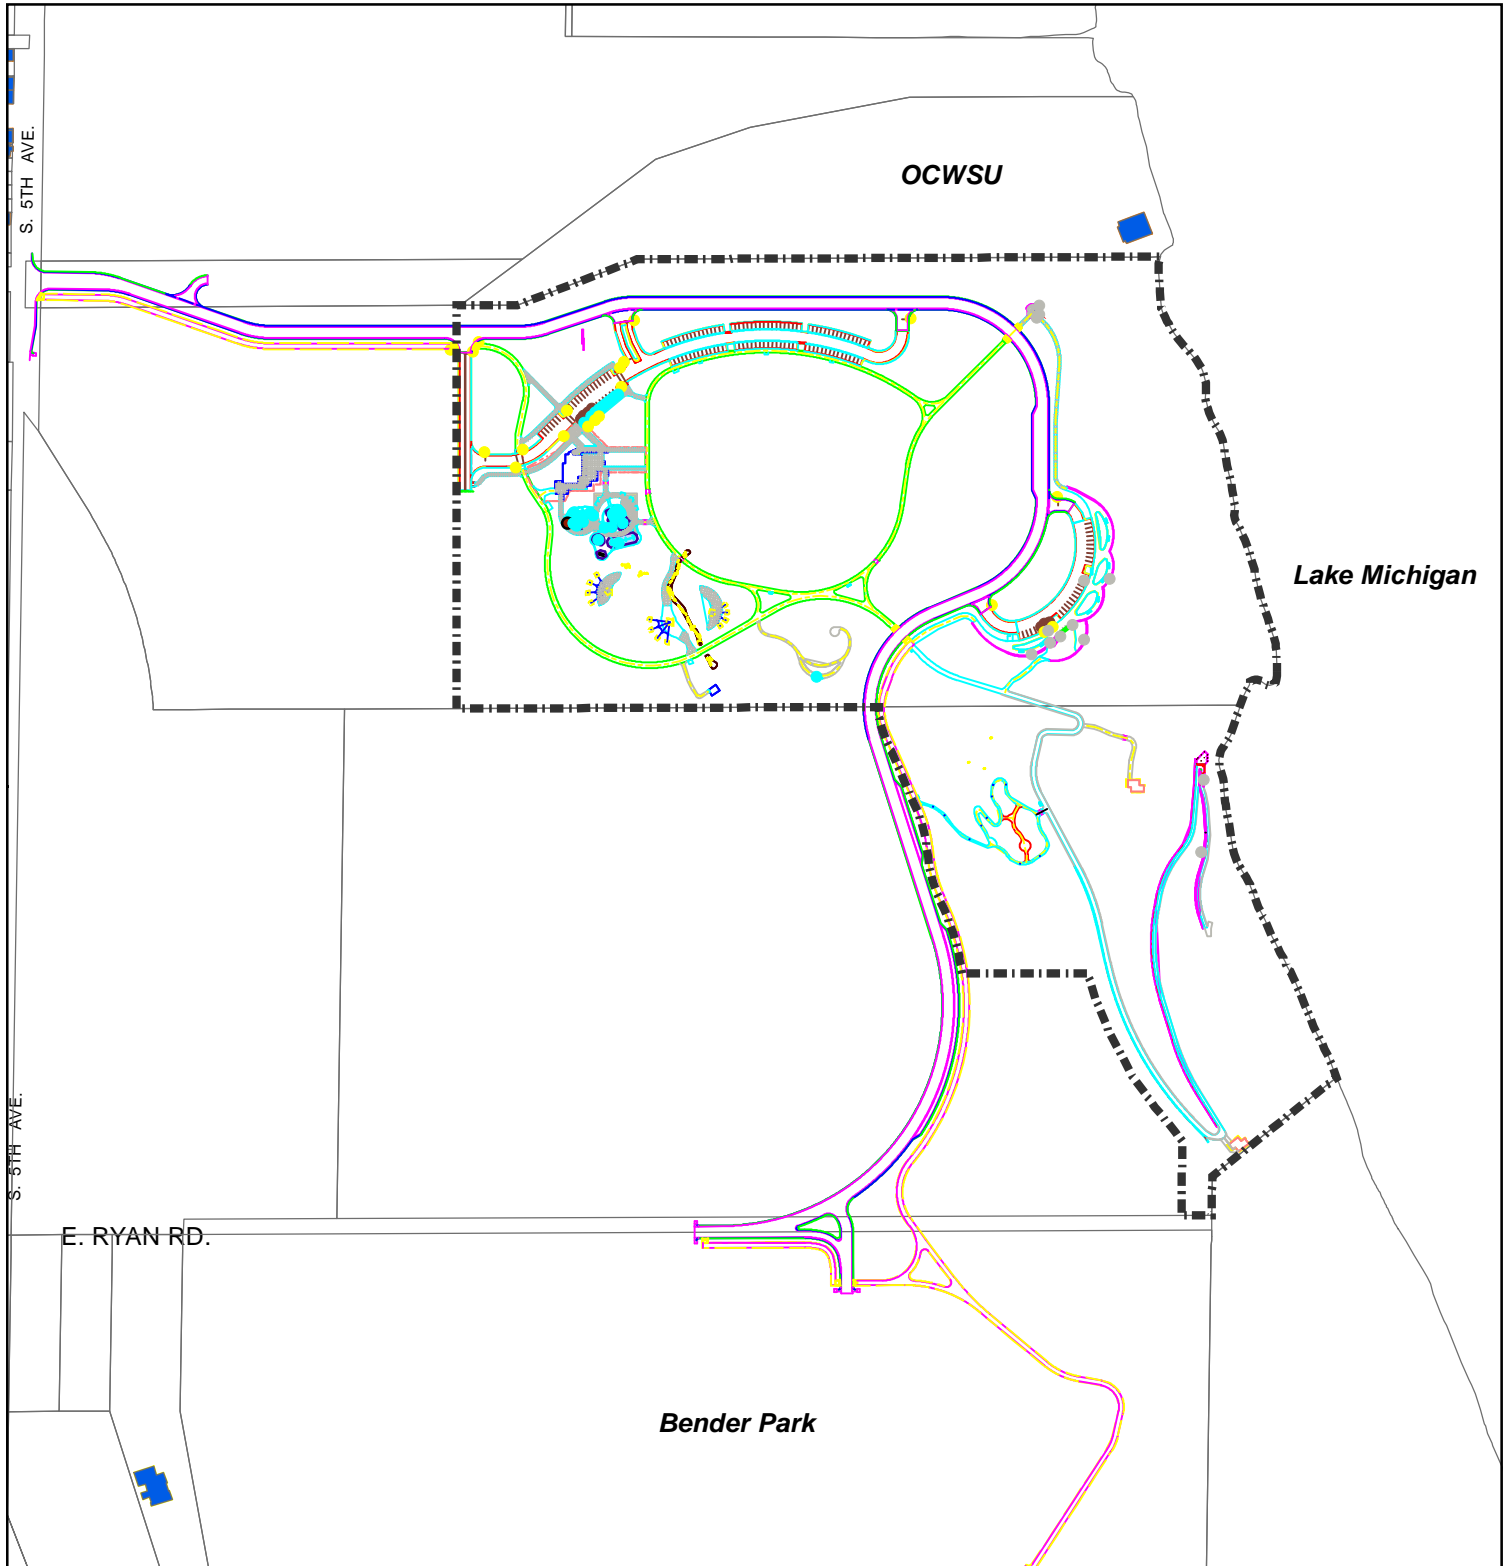 S. 5TH AVE.
OCWSU
Lake Michigan
S. 5TH AVE.
E. RYAN RD.
Bender Park